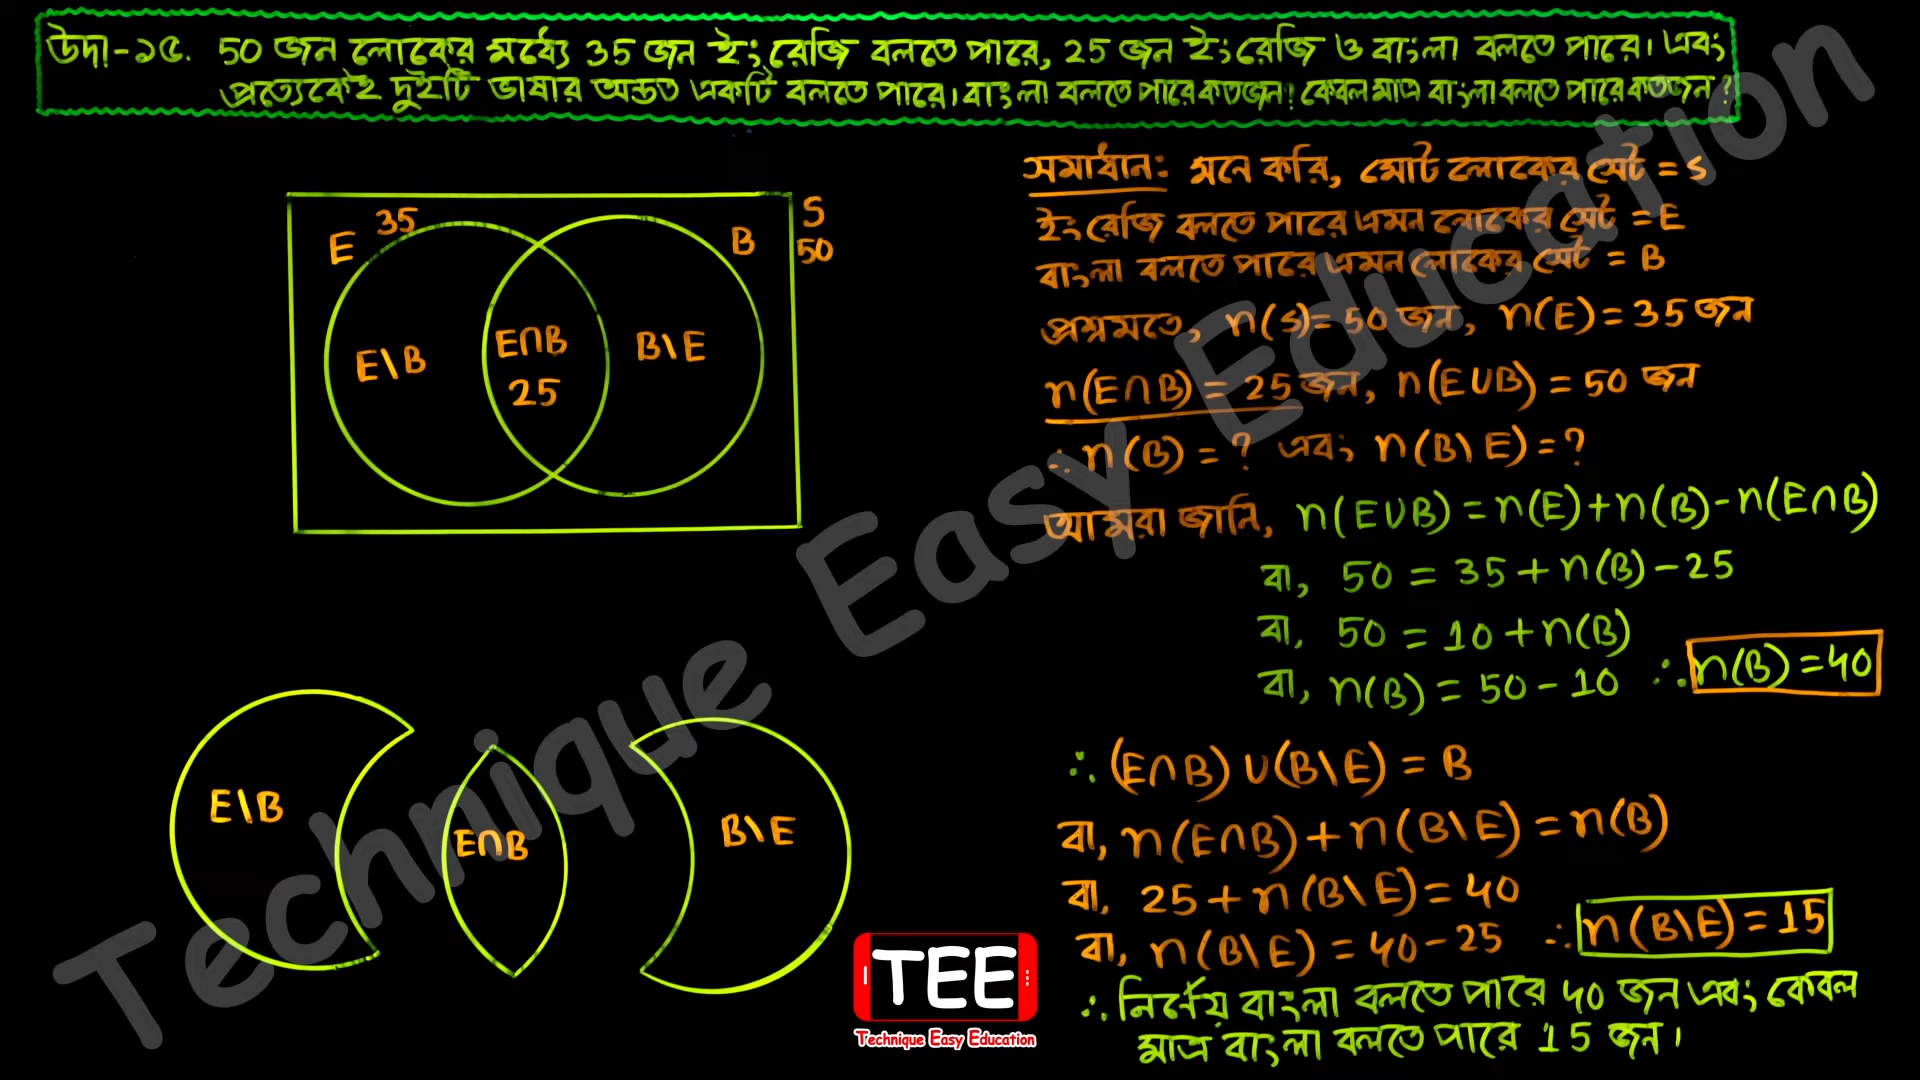 উদা-১৫. 50 জন লোকের মধ্যে 35 জন ইংরেজি বলতে পারে, 25 জন ইংরেজি ও বাংলা বলতে পারে। এবং
প্রত্যেকেই দুইটি ভাষার অন্তত একটি বলতে পারে। বাংলা বলতে পারে কতজন? কেবল মাত্র বাংলা বলতে পারে কতজন?
E 35
B
S
50
E\B
E∩B
25
B\E
E\B
E∩B
B\E
সমাধান: মনে করি, মোট লোকের সেট = S
ইংরেজি বলতে পারে এমন লোকের সেট = E
বাংলা বলতে পারে এমন লোকের সেট = B
প্রশ্নমতে, n(S)= 50 জন, n(E) = 35 জন
n(E∩B) = 25 জন, n(E∪B) = 50 জন
∴ n(B) = ? এবং n(B\E) = ?
আমরা জানি, n(E∪B) = n(E)+n(B)-n(E∩B)
বা, 50 = 35 + n(B) - 25
বা, 50 = 10 + n(B)
বা, n(B) = 50 - 10 ∴ n(B) = 40
∴ (E∩B) ∪ (B\E) = B
বা, n(E∩B) + n(B\E) = n(B)
বা, 25 + n(B\E) = 40
বা, n(B\E) = 40 - 25 ∴ n(B\E) = 15
∴ নির্ণেয় বাংলা বলতে পারে 40 জন এবং কেবল
মাত্র বাংলা বলতে পারে 15 জন।
TEE
Technique Easy Education
Technique Easy Education